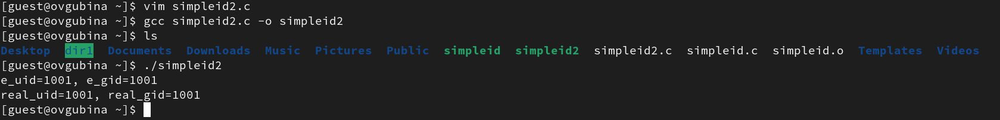 [guest@ovgubina ~]$ vim simpleid2.c
[guest@ovgubina ~]$ gcc simpleid2.c -o simpleid2
[guest@ovgubina ~]$ ls
Desktop dir1 Documents Downloads Music Pictures Public simpleid simpleid2 simpleid2.c simpleid.c simpleid.o Templates Videos
[guest@ovgubina ~]$ ./simpleid2
e_uid=1001, e_gid=1001
real_uid=1001, real_gid=1001
[guest@ovgubina ~]$